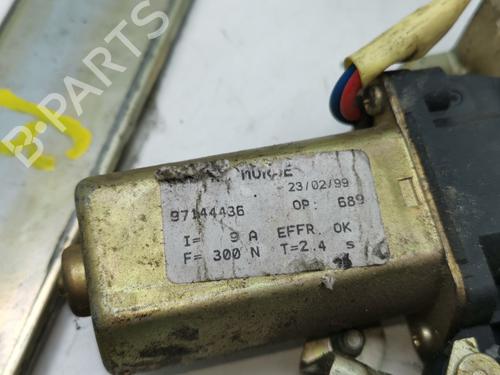 B-PARTS
23/02/99
97144436 OP: 689
I= 9 A EFFR. OK
F= 300 N T=2.4 s